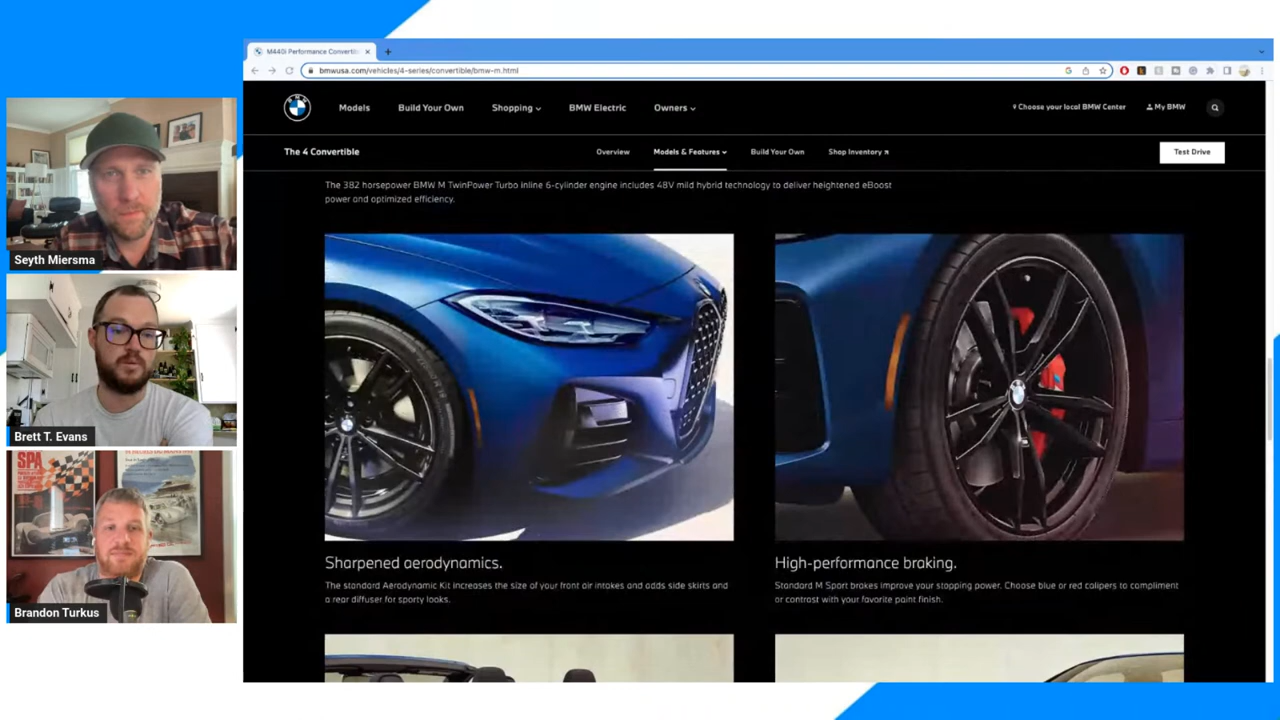 M440i Performance Convertib
bmwusa.com/vehicles/4-series/convertible/bmw-m.html
Models
Build Your Own
Shopping
BMW Electric
Owners
Choose your local BMW Center
My BMW
The 4 Convertible
Overview
Models & Features
Build Your Own
Shop Inventory
Test Drive
The 382 horsepower BMW M TwinPower Turbo inline 6-cylinder engine includes 48V mild hybrid technology to deliver heightened eBoost
power and optimized efficiency.
Sharpened aerodynamics.
The standard Aerodynamic Kit increases the size of your front air intakes and adds side skirts and
a rear diffuser for sporty looks.
High-performance braking.
Standard M Sport brakes improve your stopping power. Choose blue or red calipers to compliment
or contrast with your favorite paint finish.
Seyth Miersma
Brett T. Evans
SPA
Brandon Turkus